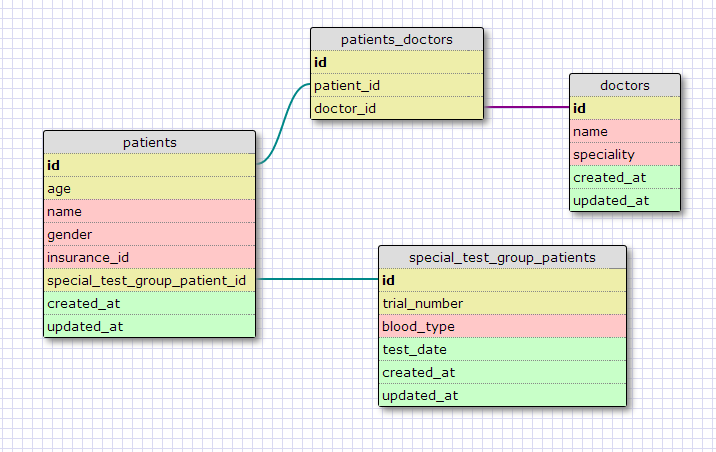 patients_doctors
id
patient_id
doctor_id
doctors
id
name
speciality
created_at
updated_at
patients
id
age
name
gender
insurance_id
special_test_group_patient_id
created_at
updated_at
special_test_group_patients
id
trial_number
blood_type
test_date
created_at
updated_at